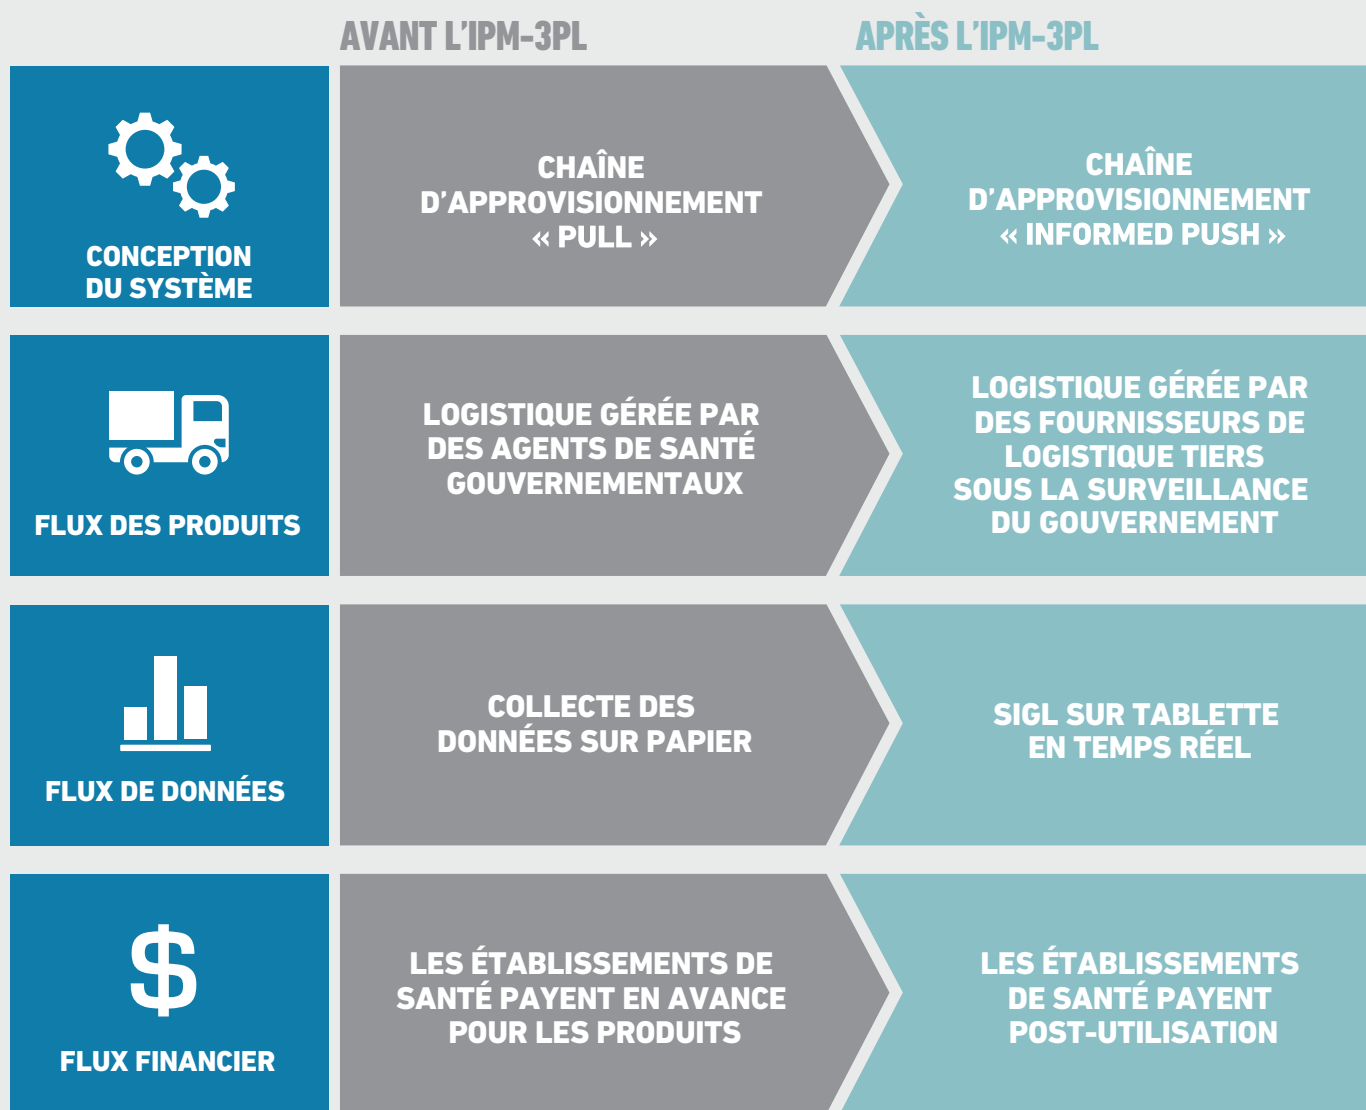 AVANT L'IPM-3PL
APRÈS L'IPM-3PL
CONCEPTION
DU SYSTÈME
CHAÎNE
D'APPROVISIONNEMENT
« PULL »
CHAÎNE
D'APPROVISIONNEMENT
« INFORMED PUSH »
FLUX DES PRODUITS
LOGISTIQUE GÉRÉE PAR
DES AGENTS DE SANTÉ
GOUVERNEMENTAUX
LOGISTIQUE GÉRÉE PAR
DES FOURNISSEURS DE
LOGISTIQUE TIERS
SOUS LA SURVEILLANCE
DU GOUVERNEMENT
FLUX DE DONNÉES
COLLECTE DES
DONNÉES SUR PAPIER
SIGL SUR TABLETTE
EN TEMPS RÉEL
$
FLUX FINANCIER
LES ÉTABLISSEMENTS DE
SANTÉ PAYENT EN AVANCE
POUR LES PRODUITS
LES ÉTABLISSEMENTS
DE SANTÉ PAYENT
POST-UTILISATION